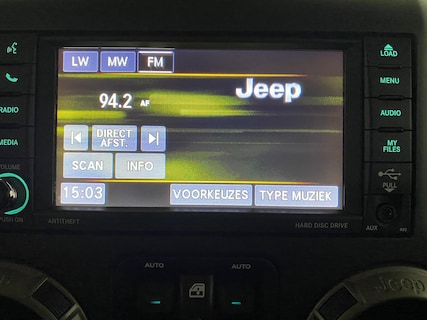 LW MW FM
LOAD
Jeep
MENU
94.2 AF
RADIO
AUDIO
DIRECT AFST.
MEDIA
MY FILES
SCAN INFO
VOLUME
PULL
15:03 VOORKEUZES TYPE MUZIEK
PUSH ON
ANTITHEFT
HARD DISC DRIVE
AUX
AUTO AUTO
Jeep